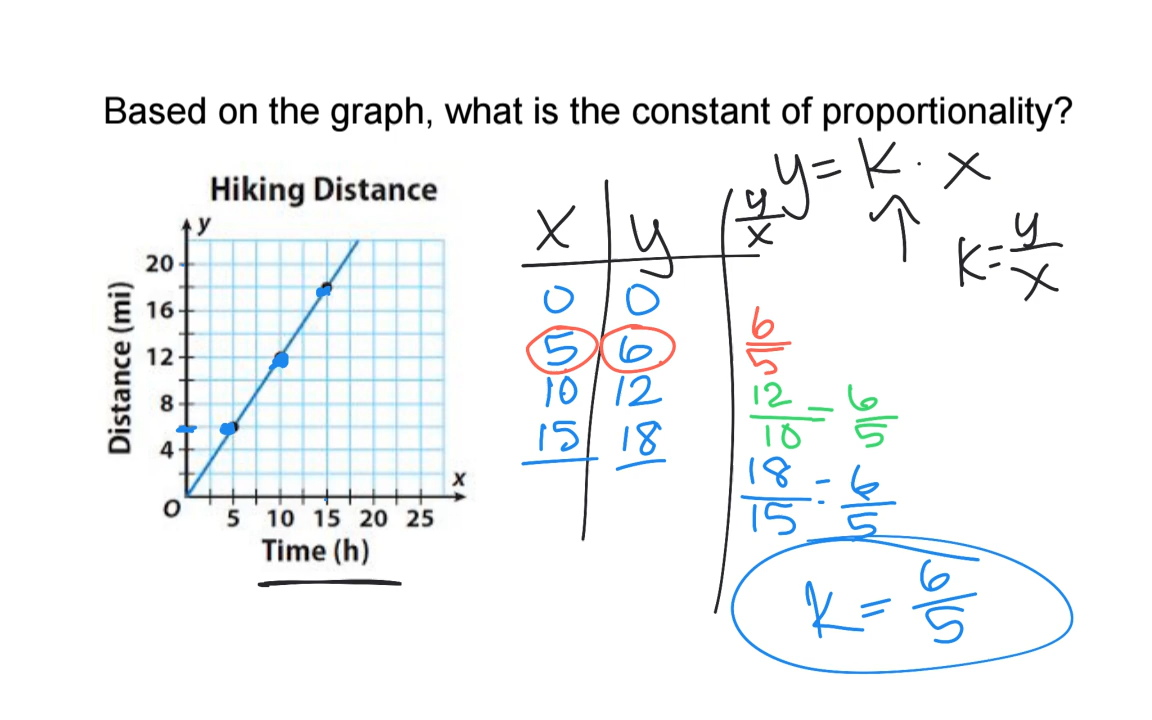 Based on the graph, what is the constant of proportionality?
y = K · x
K = y/x
Hiking Distance
y
20
16
12
8
4
O
5 10 15 20 25
x
Distance (mi)
Time (h)
x y y/x
0 0
5 6 6/5
10 12 12/10 = 6/5
15 18 18/15 = 6/5
K = 6/5